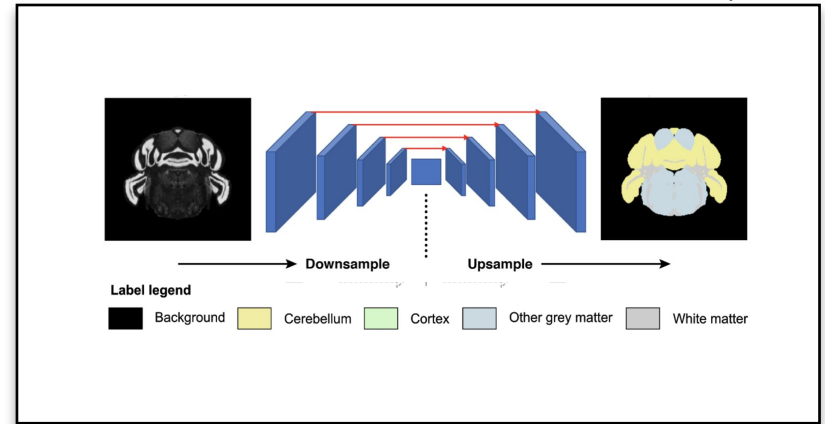 Downsample Upsample
Label legend
Background Cerebellum Cortex Other grey matter White matter